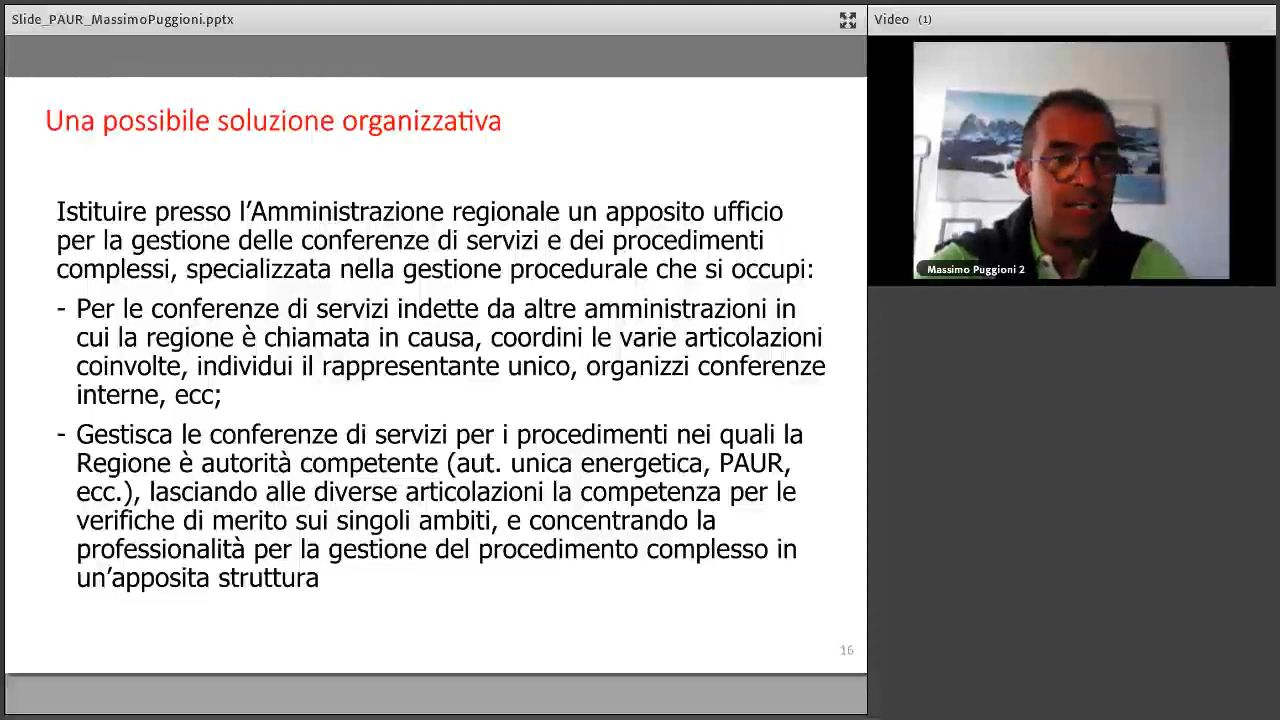 Slide_PAUR_MassimoPuggioni.pptx
Video (1)
Una possibile soluzione organizzativa
Istituire presso l’Amministrazione regionale un apposito ufficio
per la gestione delle conferenze di servizi e dei procedimenti
complessi, specializzata nella gestione procedurale che si occupi:
- Per le conferenze di servizi indette da altre amministrazioni in
cui la regione è chiamata in causa, coordini le varie articolazioni
coinvolte, individui il rappresentante unico, organizzi conferenze
interne, ecc;
- Gestisca le conferenze di servizi per i procedimenti nei quali la
Regione è autorità competente (aut. unica energetica, PAUR,
ecc.), lasciando alle diverse articolazioni la competenza per le
verifiche di merito sui singoli ambiti, e concentrando la
professionalità per la gestione del procedimento complesso in
un’apposita struttura
16
Massimo Puggioni 2